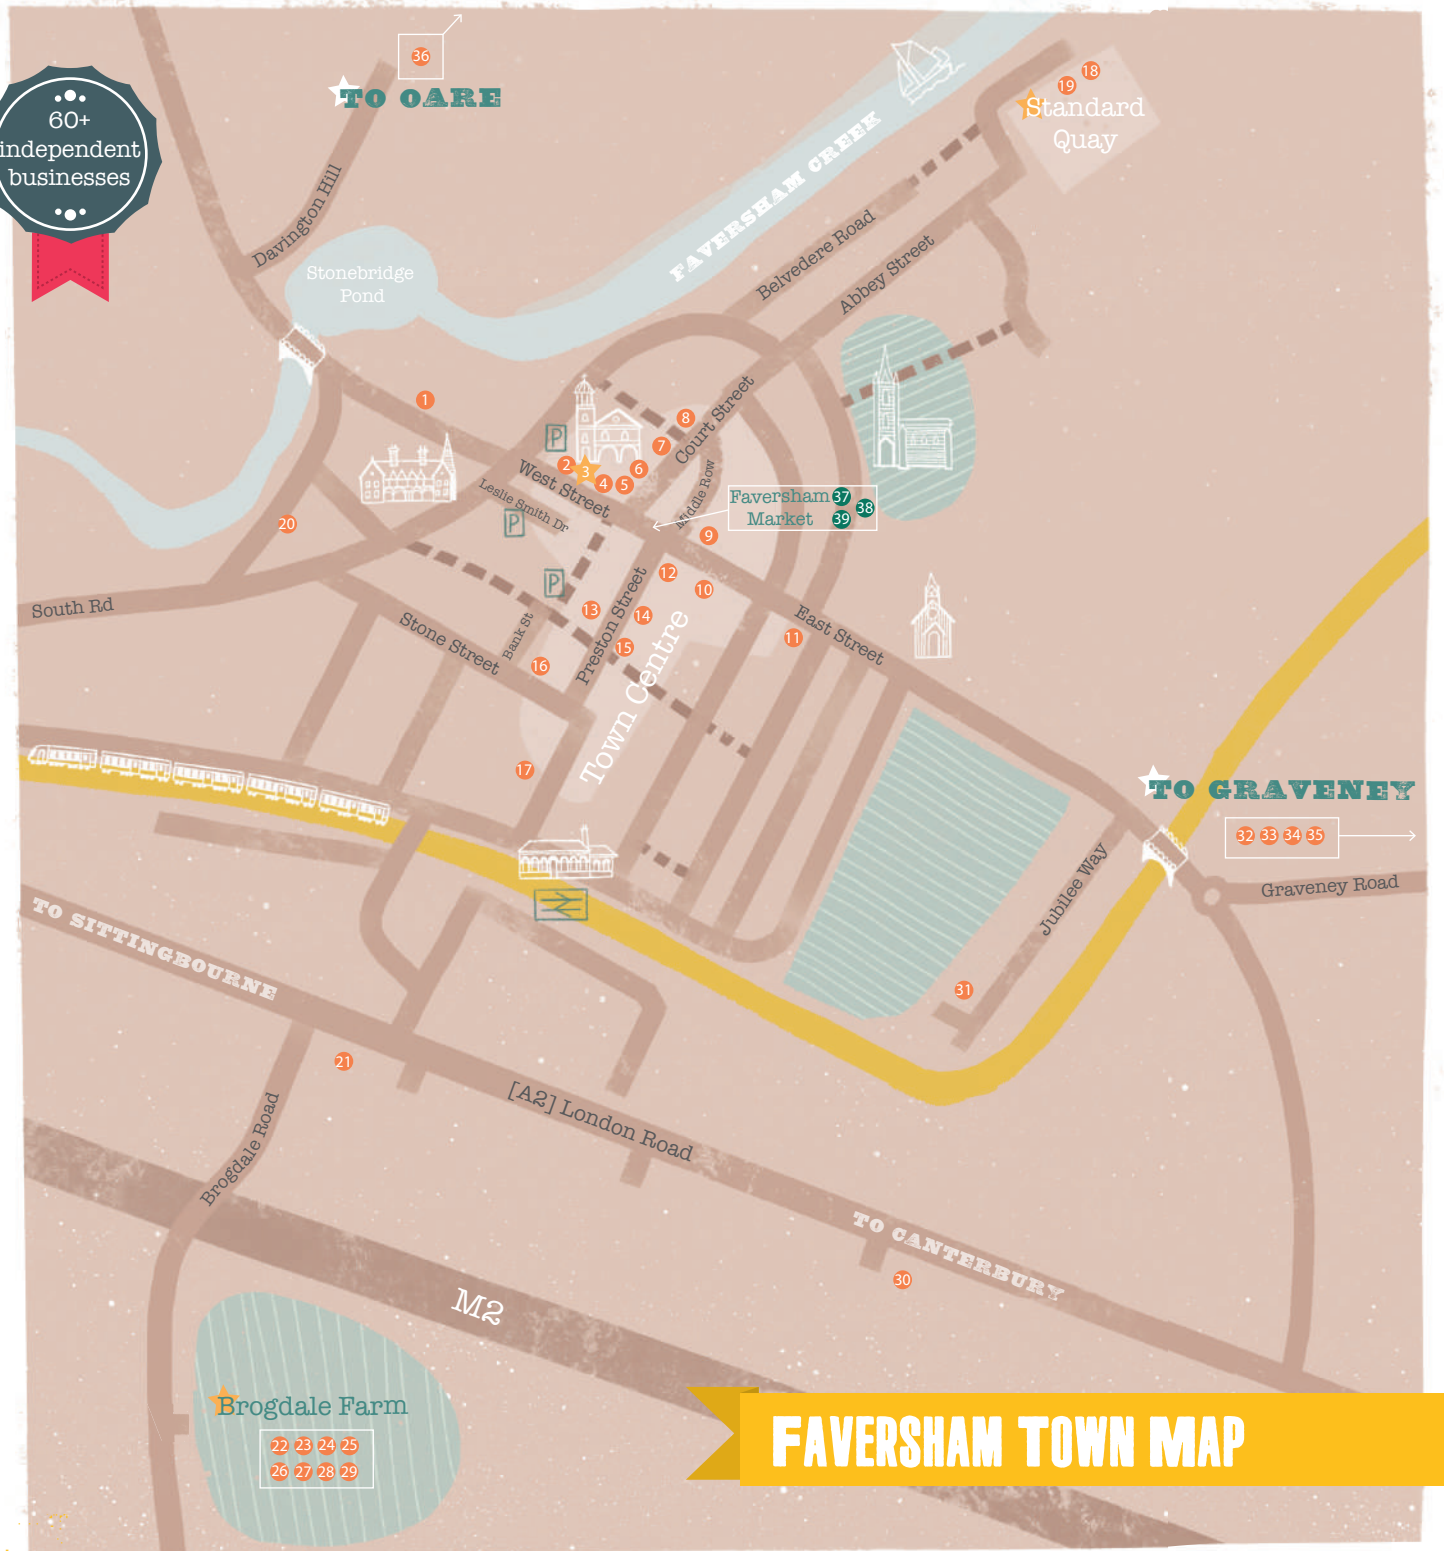 36
TO OARE
60+
independent
businesses
18
19
Standard
Quay
FAVERSHAM CREEK
Davington Hill
Stonebridge
Pond
Belvedere Road
Abbey Street
1
P
8
7
Court Street
2
3
6
4
5
West Street
Leslie Smith Dr
Middle Row
P
Faversham
Market
37
38
39
20
9
P
12
10
South Rd
13
14
Preston Street
Stone Street
Bank St
15
16
11
East Street
Town Centre
17
TO GRAVENEY
32 33 34 35
Graveney Road
Jubilee Way
31
TO SITTINGBOURNE
21
[A2] London Road
Brogdale Road
TO CANTERBURY
30
M2
Brogdale Farm
22 23 24 25
26 27 28 29
FAVERSHAM TOWN MAP